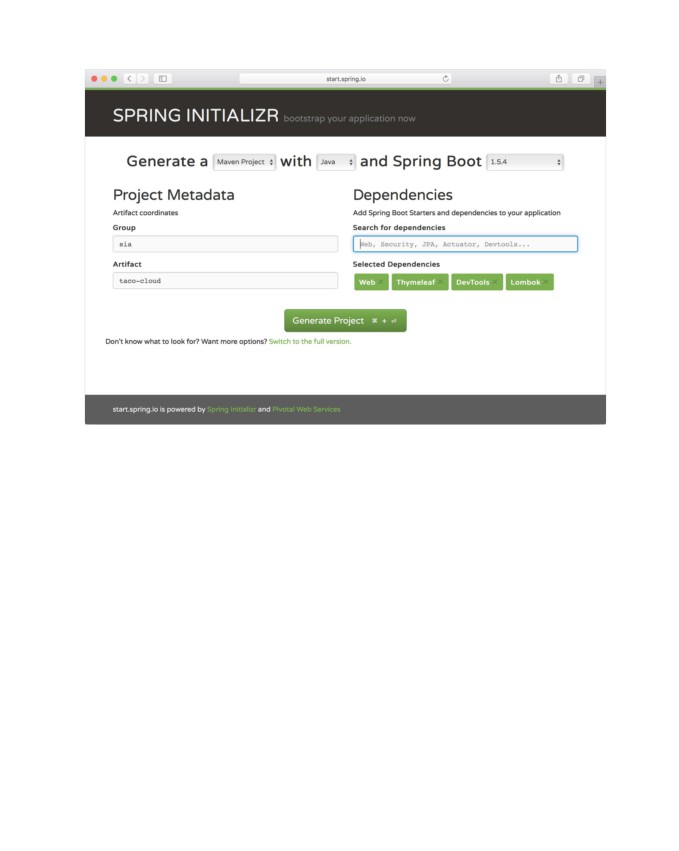 start.spring.io
SPRING INITIALIZR bootstrap your application now
Generate a Maven Project with Java and Spring Boot 1.5.4
Project Metadata
Artifact coordinates
Group
sia
Artifact
taco-cloud
Dependencies
Add Spring Boot Starters and dependencies to your application
Search for dependencies
Web, Security, JPA, Actuator, Devtools...
Selected Dependencies
Web × Thymeleaf × DevTools × Lombok ×
Generate Project ⌘ + ⏎
Don't know what to look for? Want more options? Switch to the full version.
start.spring.io is powered by Spring Initializr and Pivotal Web Services